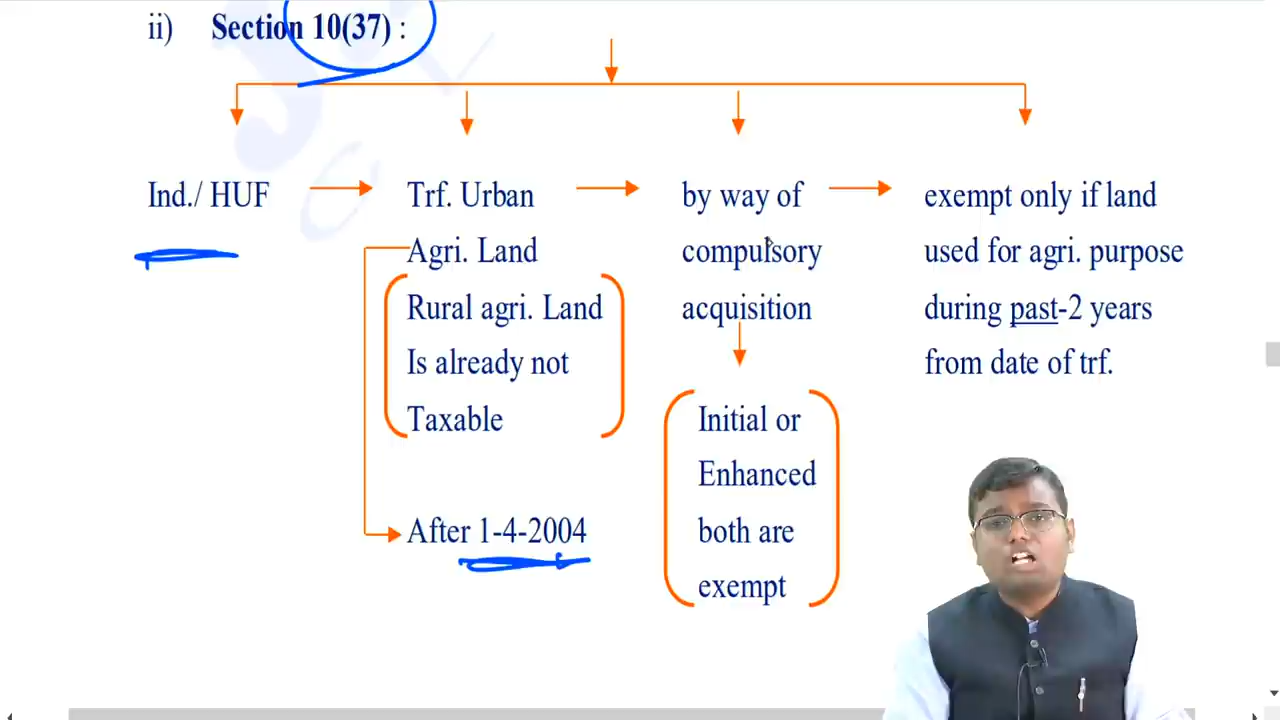 ii) Section 10(37) :
Ind./ HUF
Trf. Urban
Agri. Land
Rural agri. Land
Is already not
Taxable
After 1-4-2004
by way of
compulsory
acquisition
Initial or
Enhanced
both are
exempt
exempt only if land
used for agri. purpose
during past-2 years
from date of trf.